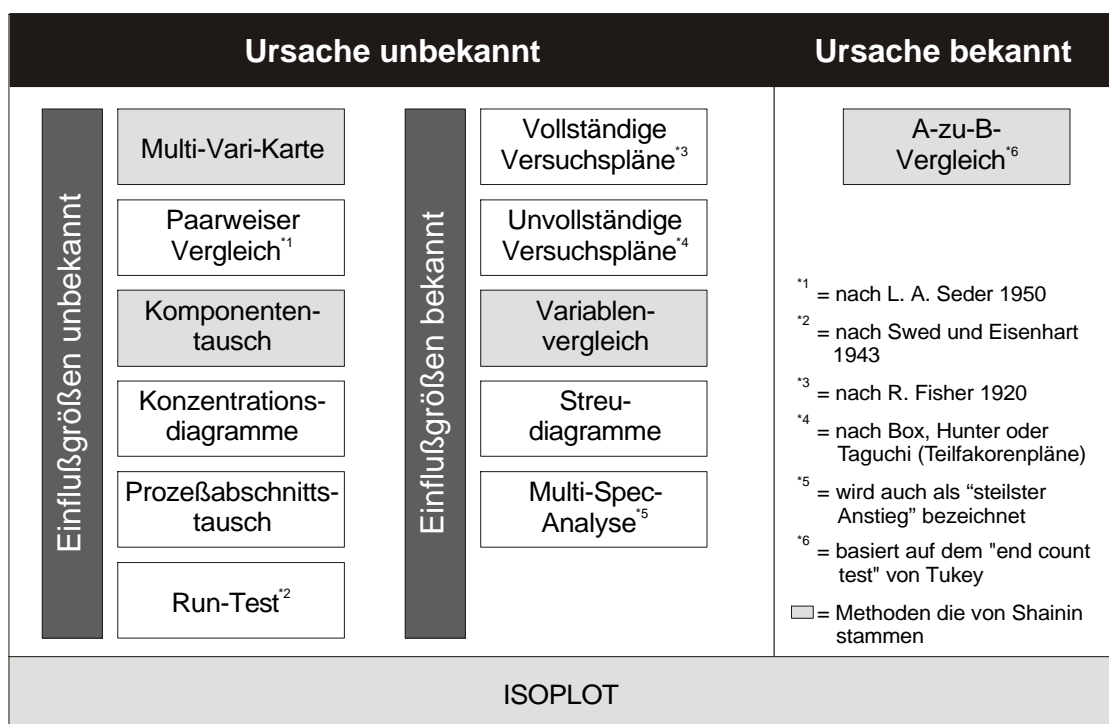 Ursache unbekannt
Ursache bekannt
Einflußgrößen unbekannt
Multi-Vari-Karte
Paarweiser
Vergleich*1
Komponenten-
tausch
Konzentrations-
diagramme
Prozeßabschnitts-
tausch
Run-Test*2
Einflußgrößen bekannt
Vollständige
Versuchspläne*3
Unvollständige
Versuchspläne*4
Variablen-
vergleich
Streu-
diagramme
Multi-Spec-
Analyse*5
A-zu-B-
Vergleich*6
*1 = nach L. A. Seder 1950
*2 = nach Swed und Eisenhart
1943
*3 = nach R. Fisher 1920
*4 = nach Box, Hunter oder
Taguchi (Teilfakorenpläne)
*5 = wird auch als “steilster
Anstieg” bezeichnet
*6 = basiert auf dem "end count
test" von Tukey
= Methoden die von Shainin
stammen
ISOPLOT